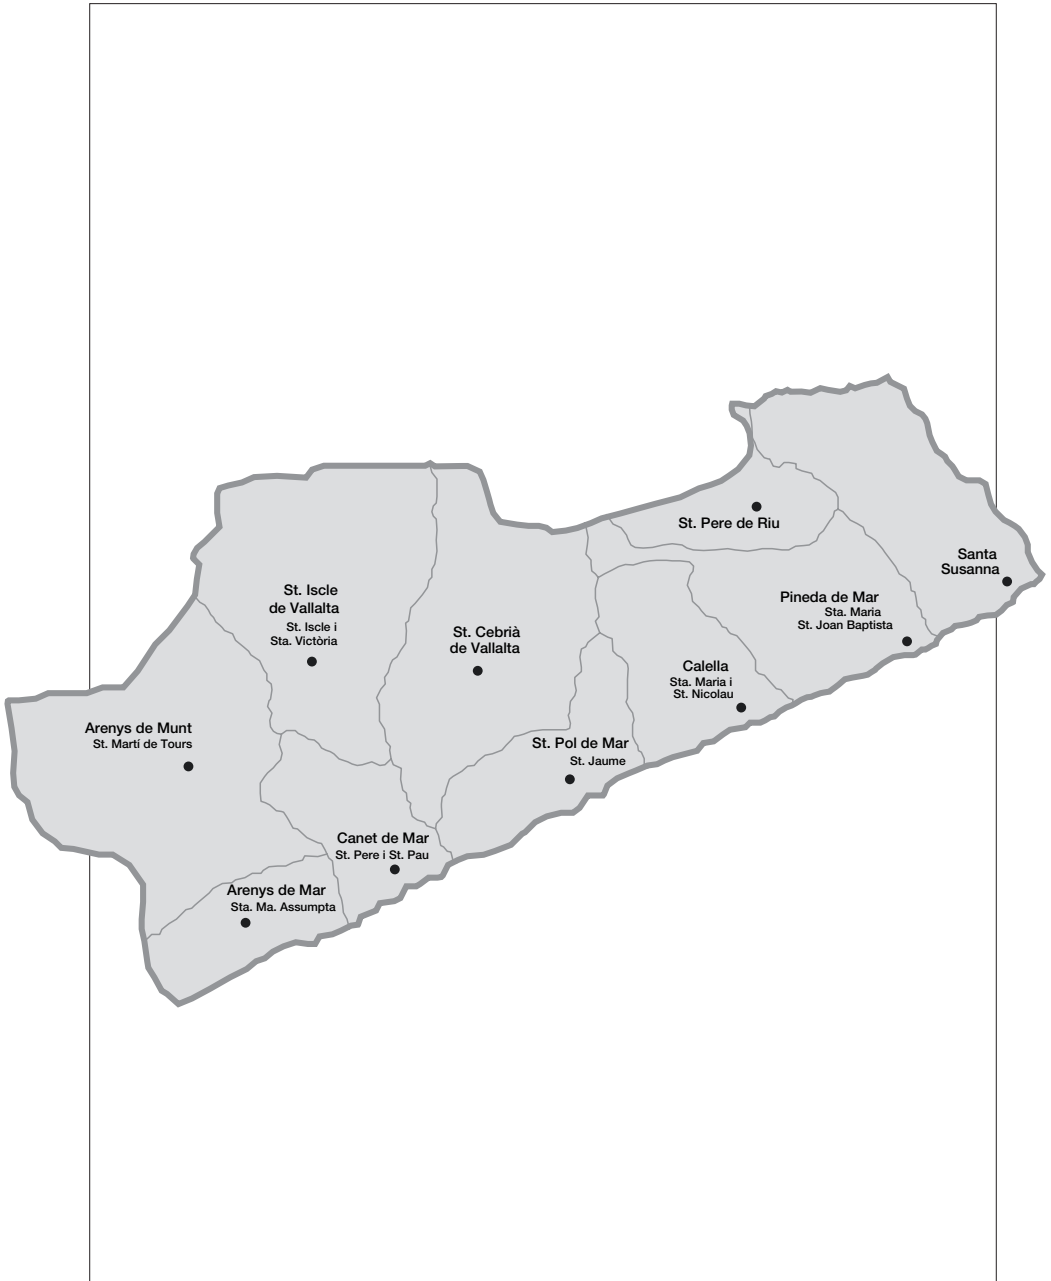 St. Pere de Riu
Santa
Susanna
St. Iscle
de Vallalta
St. Iscle i
Sta. Victòria
Pineda de Mar
Sta. Maria
St. Joan Baptista
St. Cebrià
de Vallalta
Calella
Sta. Maria i
St. Nicolau
Arenys de Munt
St. Martí de Tours
St. Pol de Mar
St. Jaume
Canet de Mar
St. Pere i St. Pau
Arenys de Mar
Sta. Ma. Assumpta